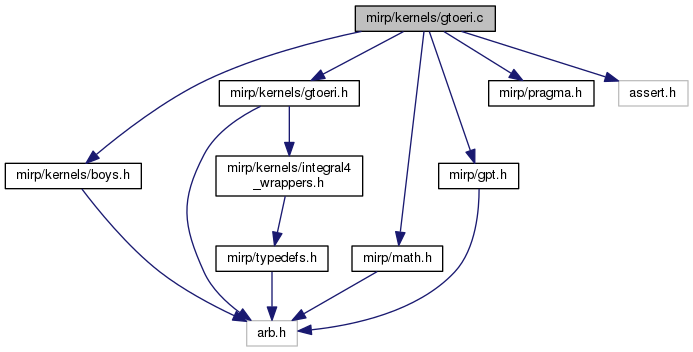 mirp/kernels/gtoeri.c
mirp/kernels/gtoeri.h
mirp/pragma.h
assert.h
mirp/kernels/boys.h
mirp/kernels/integral4
_wrappers.h
mirp/gpt.h
mirp/typedefs.h
mirp/math.h
arb.h